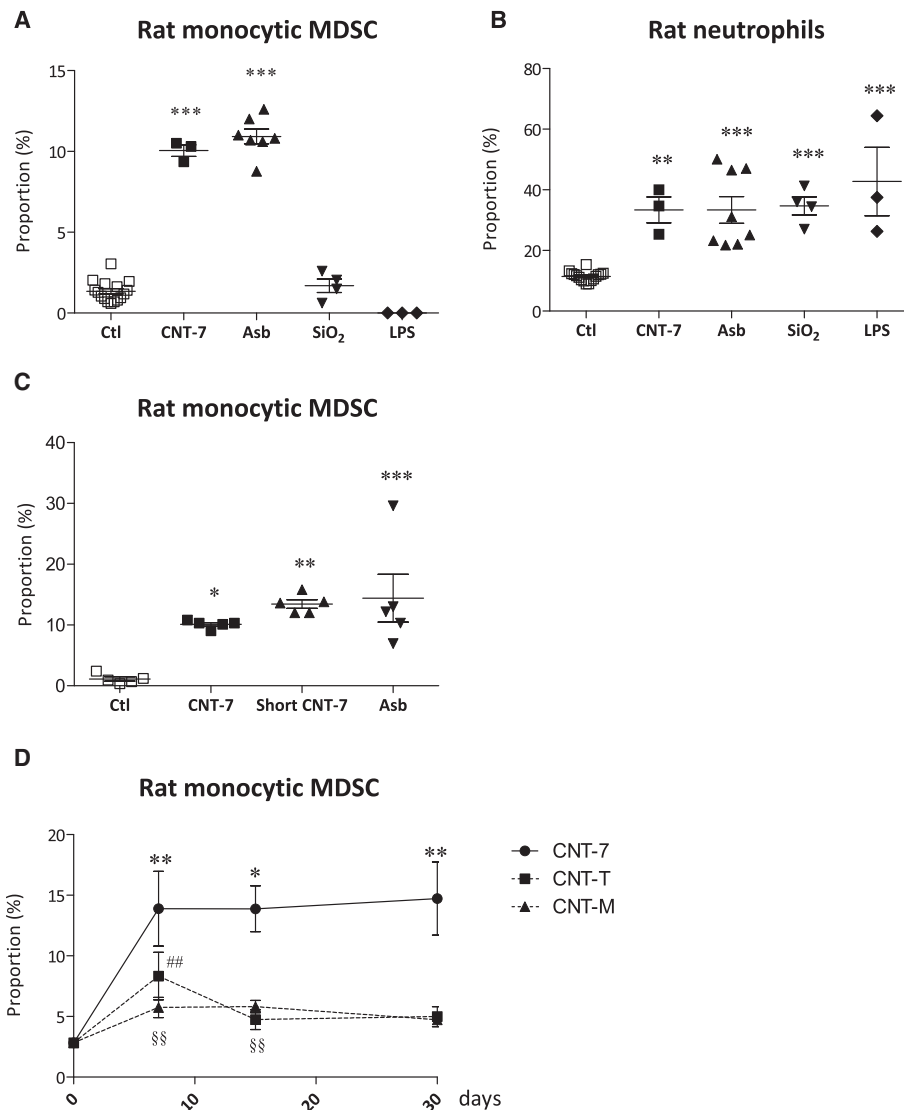 A
Rat monocytic MDSC
Proportion (%)
15
10
5
0
*** ***
Ctl CNT-7 Asb SiO₂ LPS
B
Rat neutrophils
Proportion (%)
80
60
40
20
0
** *** *** ***
Ctl CNT-7 Asb SiO₂ LPS
C
Rat monocytic MDSC
Proportion (%)
40
30
20
10
0
* ** ***
Ctl CNT-7 Short CNT-7 Asb
D
Rat monocytic MDSC
Proportion (%)
20
15
10
5
0
** * **
##
§§ §§
0 10 20 30 days
CNT-7
CNT-T
CNT-M